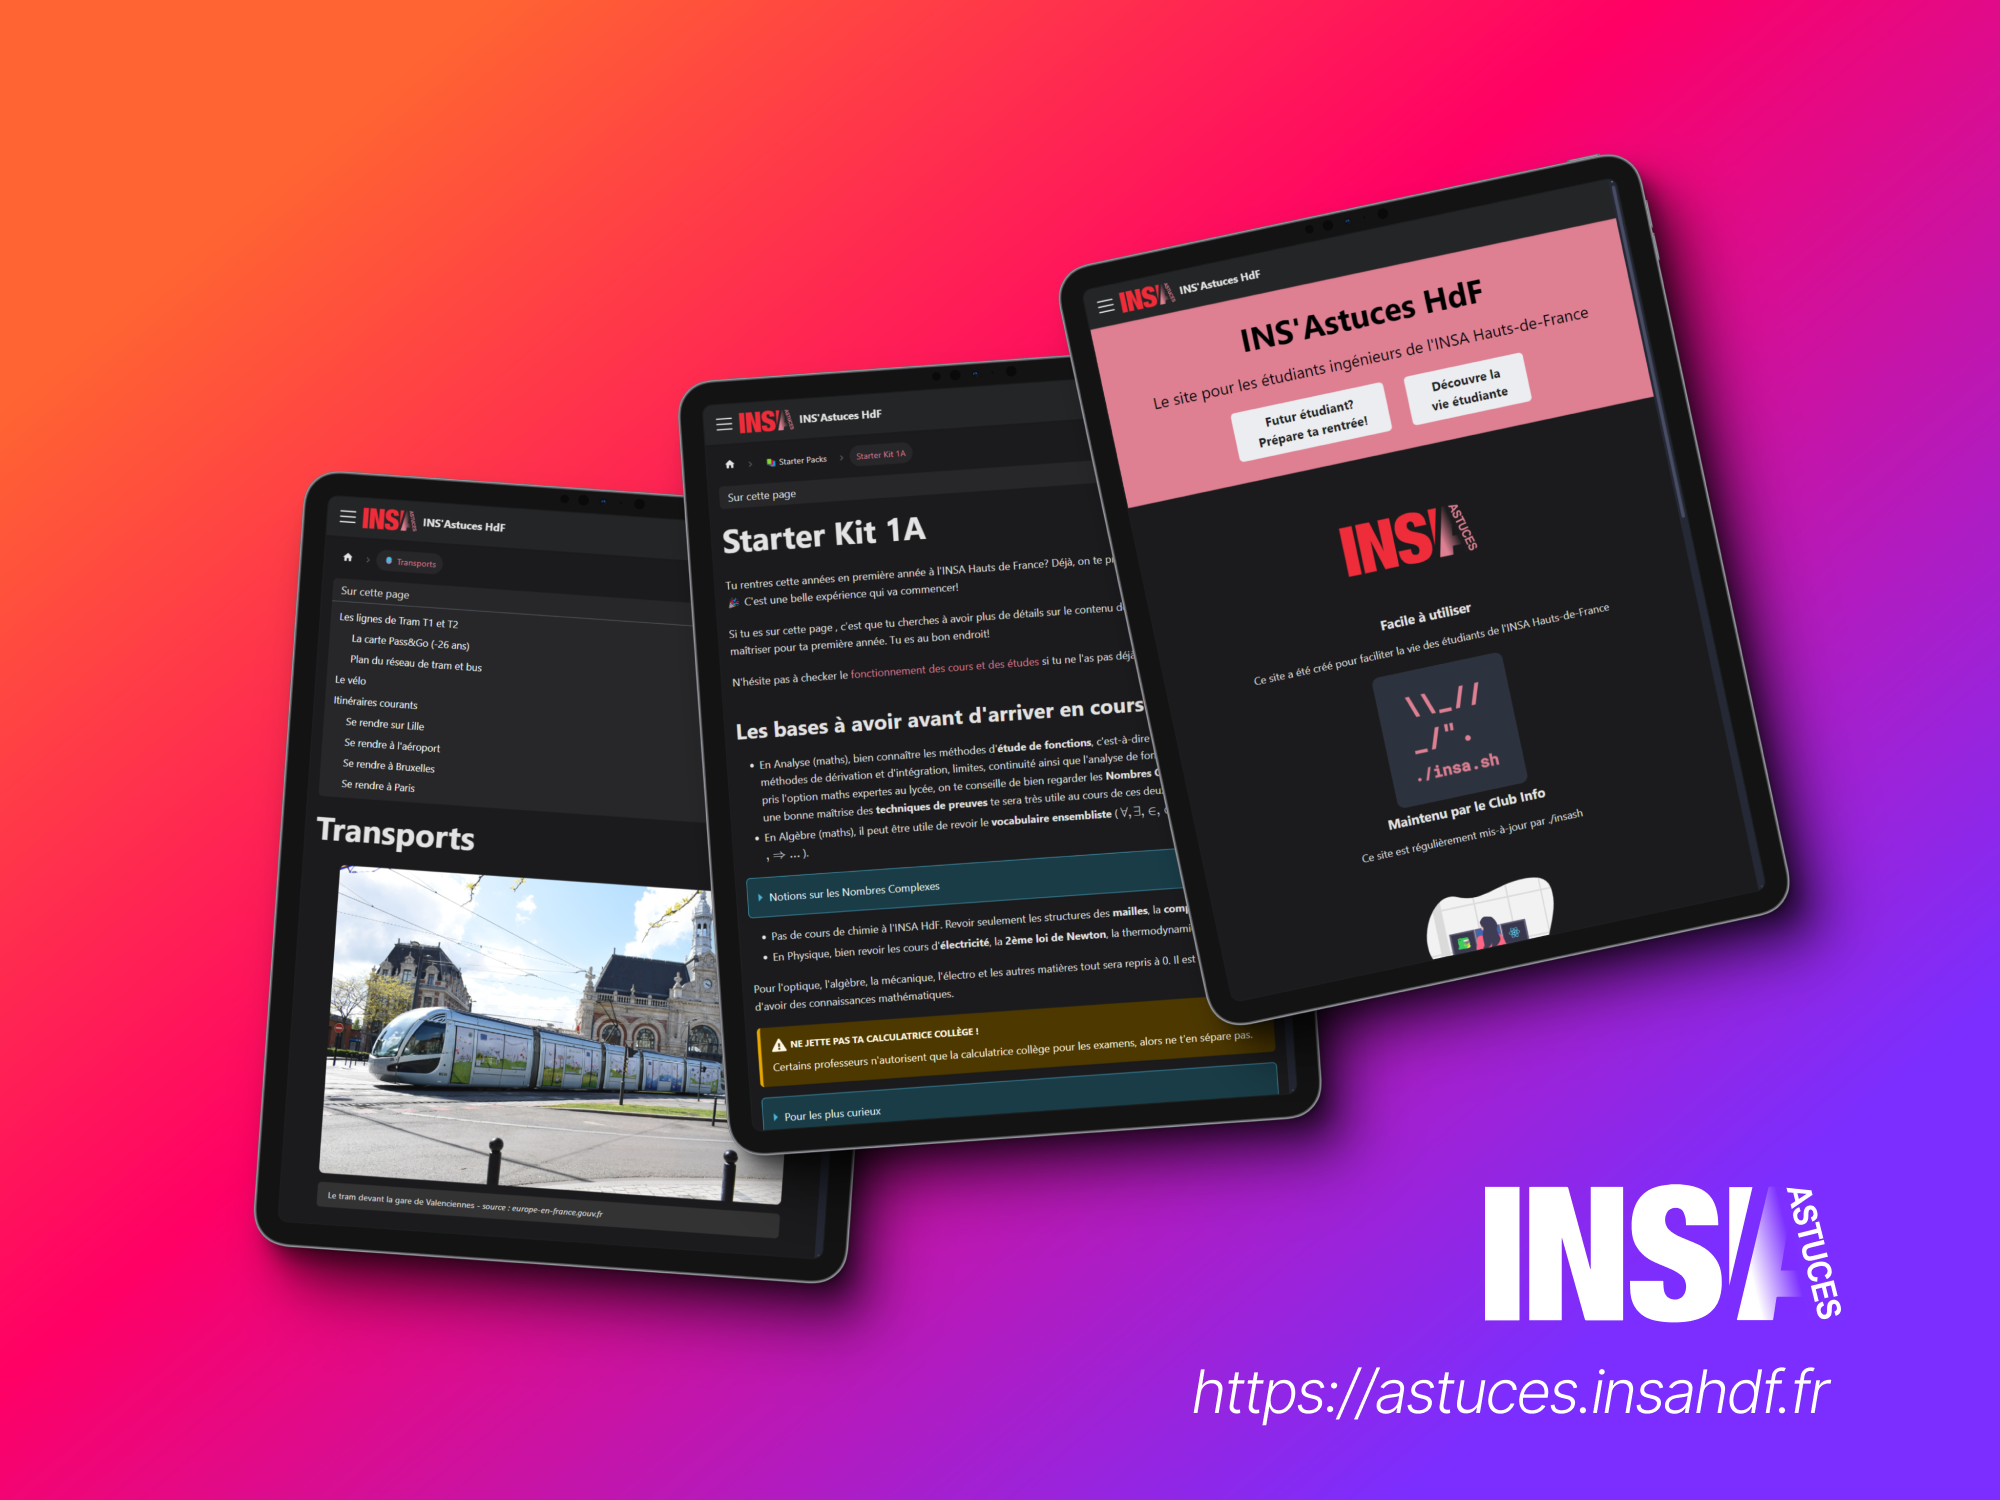 INSA ASTUCES
INS'Astuces HdF
Transports
Sur cette page
Les lignes de Tram T1 et T2
La carte Pass&Go (-26 ans)
Plan du réseau de tram et bus
Le vélo
Itinéraires courants
Se rendre sur Lille
Se rendre à l'aéroport
Se rendre à Bruxelles
Se rendre à Paris
Transports
Le tram devant la gare de Valenciennes - source : europe-en-france.gouv.fr
INSA ASTUCES
INS'Astuces HdF
Starter Packs
Starter Kit 1A
Sur cette page
Starter Kit 1A
Tu rentres cette années en première année à l'INSA Hauts de France? Déjà, on te
C'est une belle expérience qui va commencer!
Si tu es sur cette page , c'est que tu cherches à avoir plus de détails sur le contenu
maîtriser pour ta première année. Tu es au bon endroit!
N'hésite pas à checker le fonctionnement des cours et des études si tu ne l'as pas déjà
Les bases à avoir avant d'arriver en cours
En Analyse (maths), bien connaître les méthodes d'étude de fonctions, c'est-à-dire
méthodes de dérivation et d'intégration, limites, continuité ainsi que l'analyse de
pris l'option maths expertes au lycée, on te conseille de bien regarder les Nombres
une bonne maîtrise des techniques de preuves te sera très utile au cours de ces
En Algèbre (maths), il peut être utile de revoir le vocabulaire ensembliste (∀, ∃, ∈,
, ⇒ ... ).
Notions sur les Nombres Complexes
Pas de cours de chimie à l'INSA HdF. Revoir seulement les structures des mailles, la
En Physique, bien revoir les cours d'électricité, la 2ème loi de Newton, la
Pour l'optique, l'algèbre, la mécanique, l'électro et les autres matières tout sera repris à 0. Il est
d'avoir des connaissances mathématiques.
NE JETTE PAS TA CALCULATRICE COLLÈGE !
Certains professeurs n'autorisent que la calculatrice collège pour les examens, alors ne t'en sépare pas.
Pour les plus curieux
INSA ASTUCES
INS'Astuces HdF
INS'Astuces HdF
Le site pour les étudiants ingénieurs de l'INSA Hauts-de-France
Futur étudiant?
Prépare ta rentrée!
Découvre la
vie étudiante
INSA ASTUCES
Facile à utiliser
Ce site a été créé pour faciliter la vie des étudiants de l'INSA Hauts-de-France
\\_//
_/" .
./insa.sh
Maintenu par le Club Info
Ce site est régulièrement mis-à-jour par ./insash
INSA ASTUCES
https://astuces.insahdf.fr